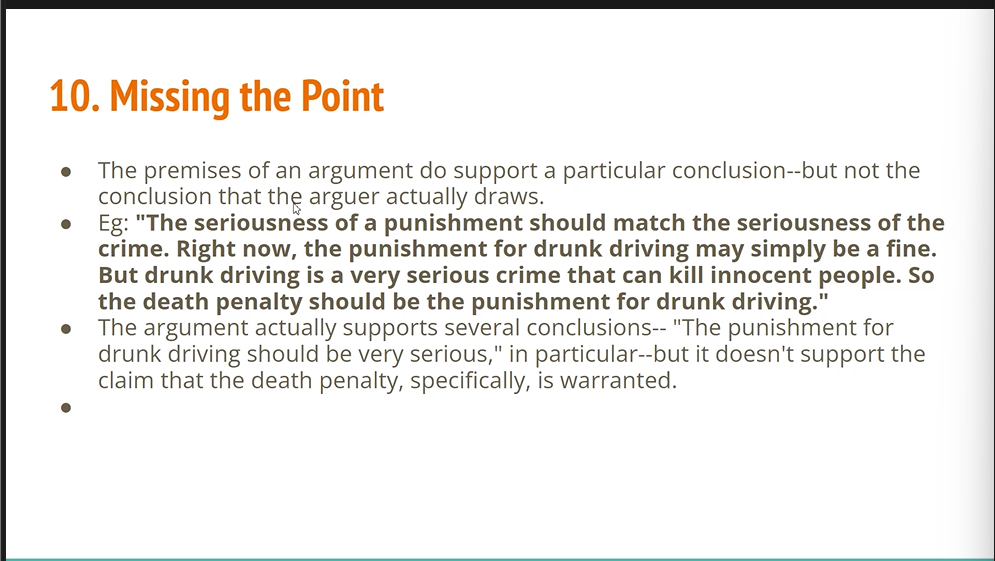 10. Missing the Point
● The premises of an argument do support a particular conclusion--but not the
conclusion that the arguer actually draws.
● Eg: "The seriousness of a punishment should match the seriousness of the
crime. Right now, the punishment for drunk driving may simply be a fine.
But drunk driving is a very serious crime that can kill innocent people. So
the death penalty should be the punishment for drunk driving."
● The argument actually supports several conclusions-- "The punishment for
drunk driving should be very serious," in particular--but it doesn't support the
claim that the death penalty, specifically, is warranted.
●